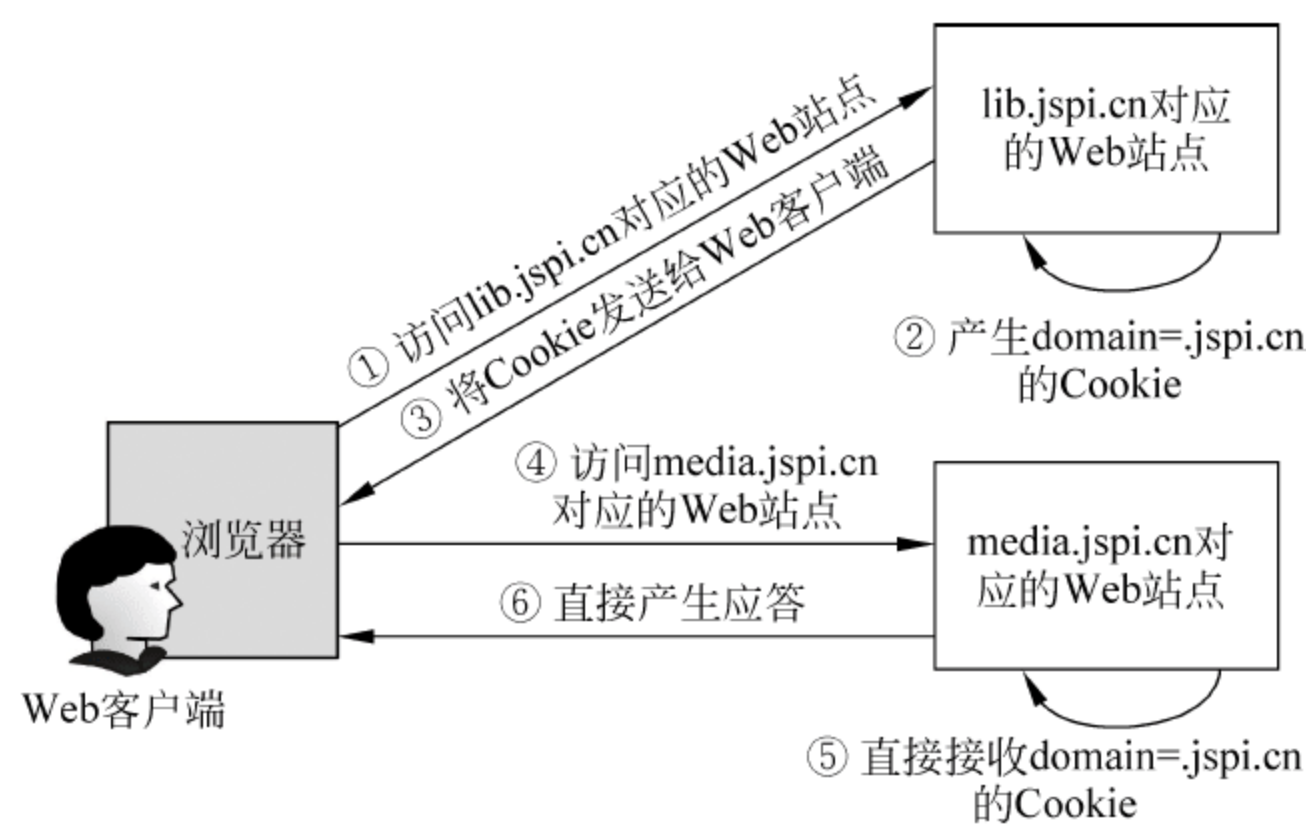 lib.jspi.cn对应
的Web站点
① 访问lib.jspi.cn对应的Web站点
② 产生domain=.jspi.cn
的Cookie
③ 将Cookie发送给Web客户端
④ 访问media.jspi.cn
对应的Web站点
浏览器
media.jspi.cn对
应的Web站点
⑥ 直接产生应答
Web客户端
⑤ 直接接收domain=.jspi.cn
的Cookie